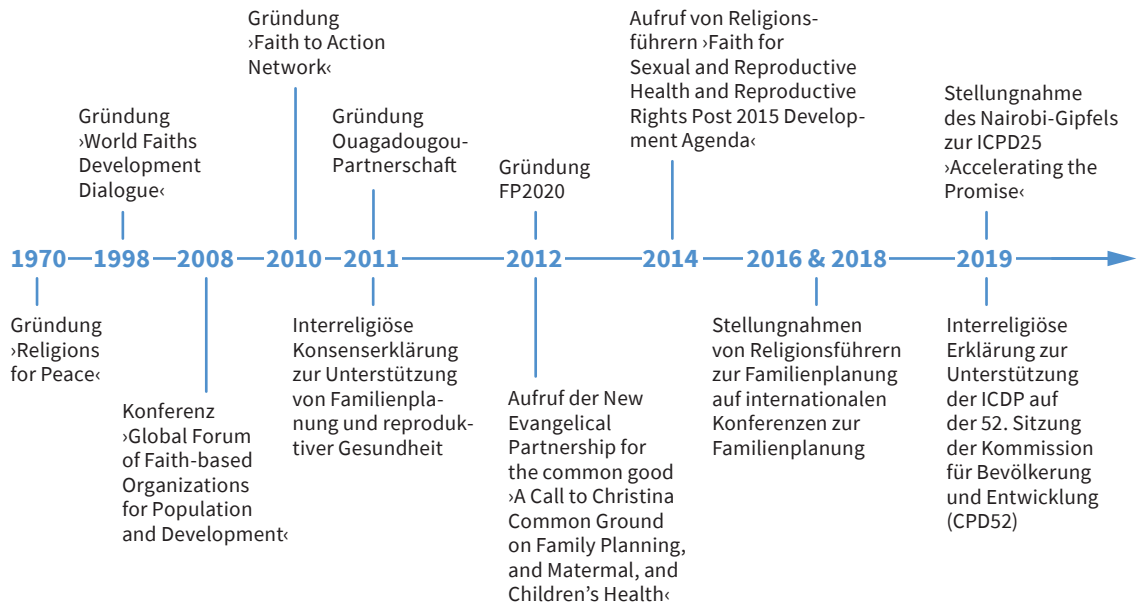 Gründung
›Faith to Action
Network‹
Aufruf von Religions-
führern ›Faith for
Sexual and Reproductive
Health and Reproductive
Rights Post 2015 Develop-
ment Agenda‹
Gründung
›World Faiths
Development
Dialogue‹
Gründung
Ouagadougou-
Partnerschaft
Gründung
FP2020
Stellungnahme
des Nairobi-Gipfels
zur ICPD25
›Accelerating the
Promise‹
1970 1998 2008 2010 2011 2012 2014 2016 & 2018 2019
Gründung
›Religions
for Peace‹
Konferenz
›Global Forum
of Faith-based
Organizations
for Population
and Development‹
Interreligiöse
Konsenserklärung
zur Unterstützung
von Familienpla-
nung und reproduk-
tiver Gesundheit
Aufruf der New
Evangelical
Partnership for
the common good
›A Call to Christina
Common Ground
on Family Planning,
and Matermal, and
Children’s Health‹
Stellungnahmen
von Religionsführern
zur Familienplanung
auf internationalen
Konferenzen zur
Familienplanung
Interreligiöse
Erklärung zur
Unterstützung
der ICDP auf
der 52. Sitzung
der Kommission
für Bevölkerung
und Entwicklung
(CPD52)